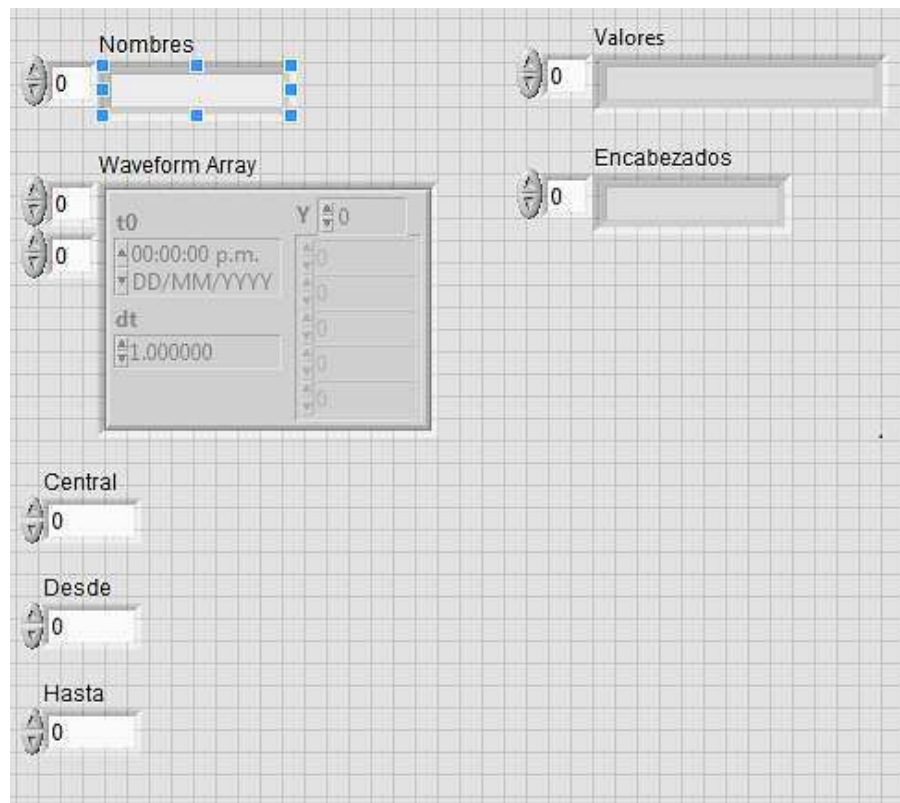 Nombres
0
Valores
0
Waveform Array
0
0
t0
00:00:00 p.m.
DD/MM/YYYY
dt
1.000000
Y 0
0
0
0
0
0
Encabezados
0
Central
0
Desde
0
Hasta
0